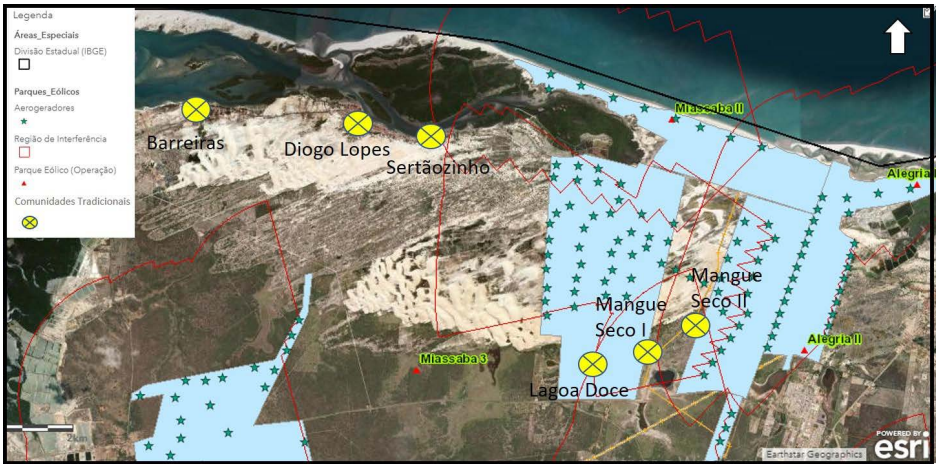 Legenda
Áreas_Especiais
Divisão Estadual (IBGE)
Parques_Eólicos
Aerogeradores
Região de Interferência
Parque Eólico (Operação)
Comunidades Tradicionais
Barreiras
Diogo Lopes
Sertãozinho
Miassaba II
Alegria I
Mangue
Seco II
Mangue
Seco I
Alegria II
Miassaba 3
Lagoa Doce
2km
Earthstar Geographics
POWERED BY
esri